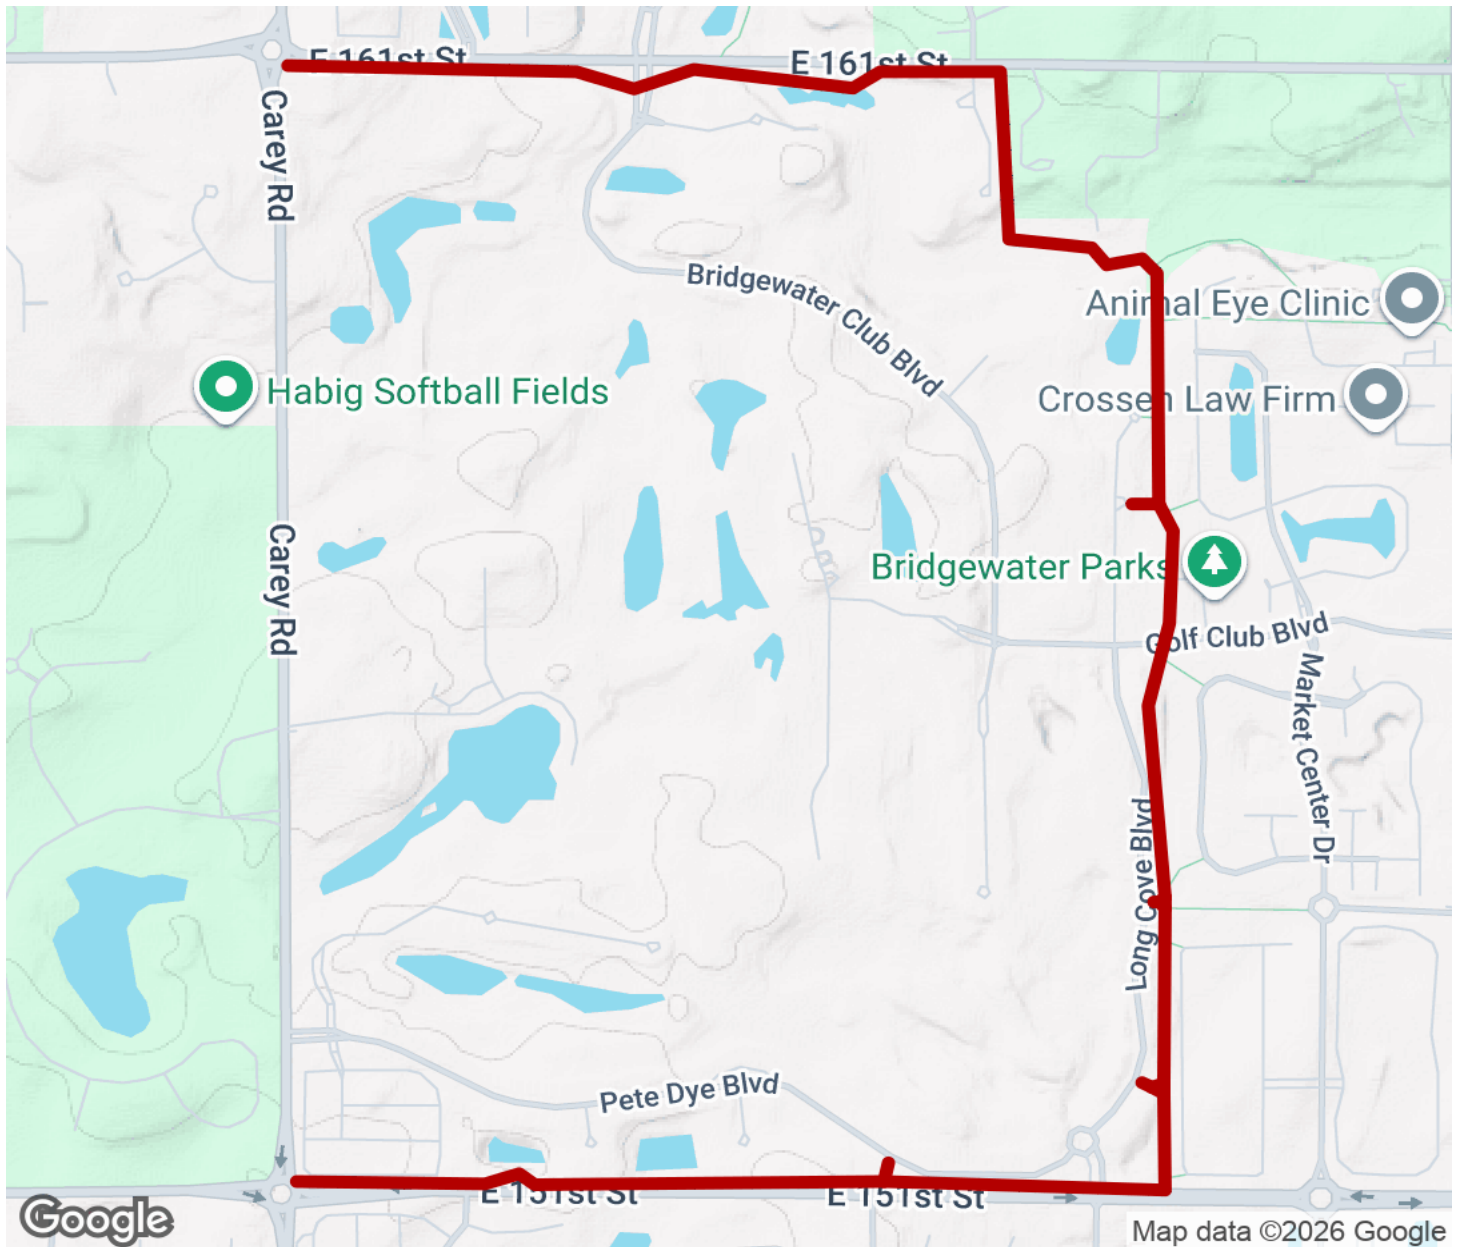 E 161st St
E 161st St
Carey Rd
Bridgewater Club Blvd
Animal Eye Clinic
Habig Softball Fields
Crossen Law Firm
Carey Rd
Bridgewater Parks
Golf Club Blvd
Market Center Dr
Long Cove Blvd
Pete Dye Blvd
E 151st St
E 151st St
Google
Map data ©2026 Google